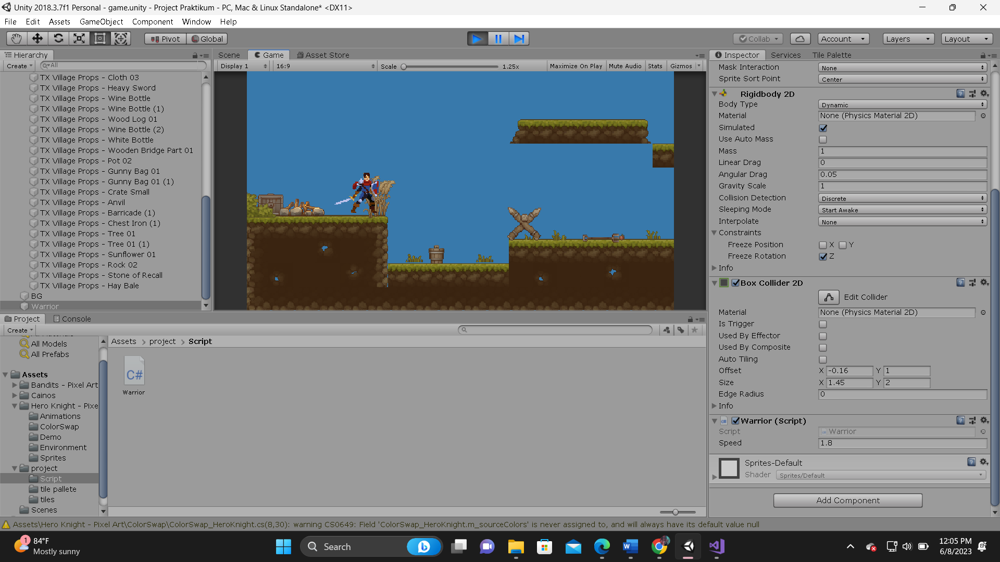 Unity 2018.3.7f1 Personal - game.unity - Project Praktikum - PC, Mac & Linux Standalone* <DX11>
File Edit Assets GameObject Component Window Help
Pivot Global Collab Account Layers Layout
Hierarchy
Create All
TX Village Props - Cloth 03
TX Village Props - Heavy Sword
TX Village Props - Wine Bottle
TX Village Props - Wine Bottle (1)
TX Village Props - Wood Log 01
TX Village Props - Wine Bottle (2)
TX Village Props - White Bottle
TX Village Props - Wooden Bridge Part 01
TX Village Props - Pot 02
TX Village Props - Gunny Bag 01
TX Village Props - Gunny Bag 01 (1)
TX Village Props - Crate Small
TX Village Props - Anvil
TX Village Props - Barricade (1)
TX Village Props - Chest Iron (1)
TX Village Props - Tree 01
TX Village Props - Tree 01 (1)
TX Village Props - Sunflower 01
TX Village Props - Rock 02
TX Village Props - Stone of Recall
TX Village Props - Hay Bale
BG
Warrior
Scene Game Asset Store
Display 1 16:9 Scale 1.25x Maximize On Play Mute Audio Stats Gizmos
Inspector Services Tile Palette
Mask Interaction None
Sprite Sort Point Center
Rigidbody 2D
Body Type Dynamic
Material None (Physics Material 2D)
Simulated
Use Auto Mass
Mass 1
Linear Drag 0
Angular Drag 0.05
Gravity Scale 1
Collision Detection Discrete
Sleeping Mode Start Awake
Interpolate None
Constraints
Freeze Position X Y
Freeze Rotation Z
Info
Box Collider 2D
Edit Collider
Material None (Physics Material 2D)
Is Trigger
Used By Effector
Used By Composite
Auto Tiling
Offset X -0.16 Y 1
Size X 1.45 Y 2
Edge Radius 0
Info
Warrior (Script)
Script Warrior
Speed 1.8
Sprites-Default
Shader Sprites/Default
Add Component
Project Console
Create
All Models
All Prefabs
Assets
Bandits - Pixel Art
Cainos
Hero Knight - Pixe
Animations
ColorSwap
Demo
Environment
Sprites
project
Script
tile pallete
tiles
Scenes
Assets project Script
C#
Warrior
Assets\Hero Knight - Pixel Art\ColorSwap\ColorSwap_HeroKnight.cs(8,30): warning CS0649: Field 'ColorSwap_HeroKnight.m_sourceColors' is never assigned to, and will always have its default value null
1
84°F
Mostly sunny
Search
12:05 PM
6/8/2023